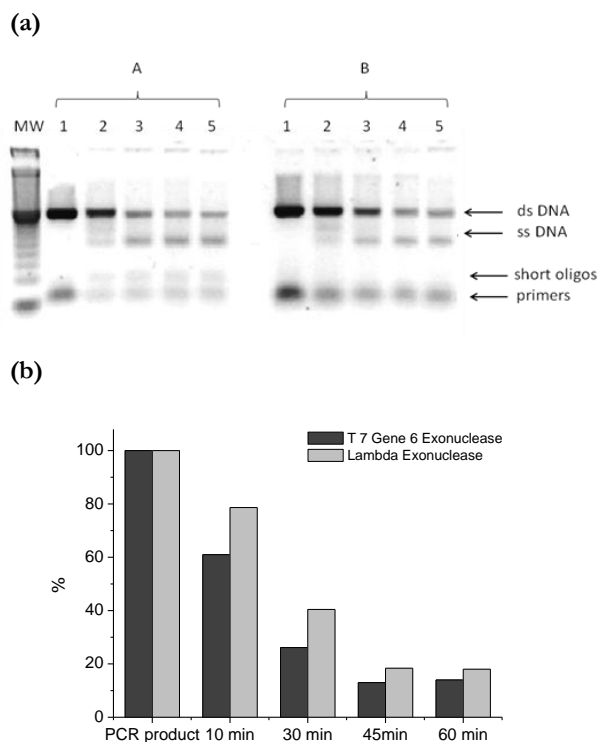 (a)
A B
MW 1 2 3 4 5 1 2 3 4 5
ds DNA
ss DNA
short oligos
primers
(b)
T 7 Gene 6 Exonuclease
Lambda Exonuclease
100
80
60
40
20
0
%
PCR product 10 min 30 min 45min 60 min